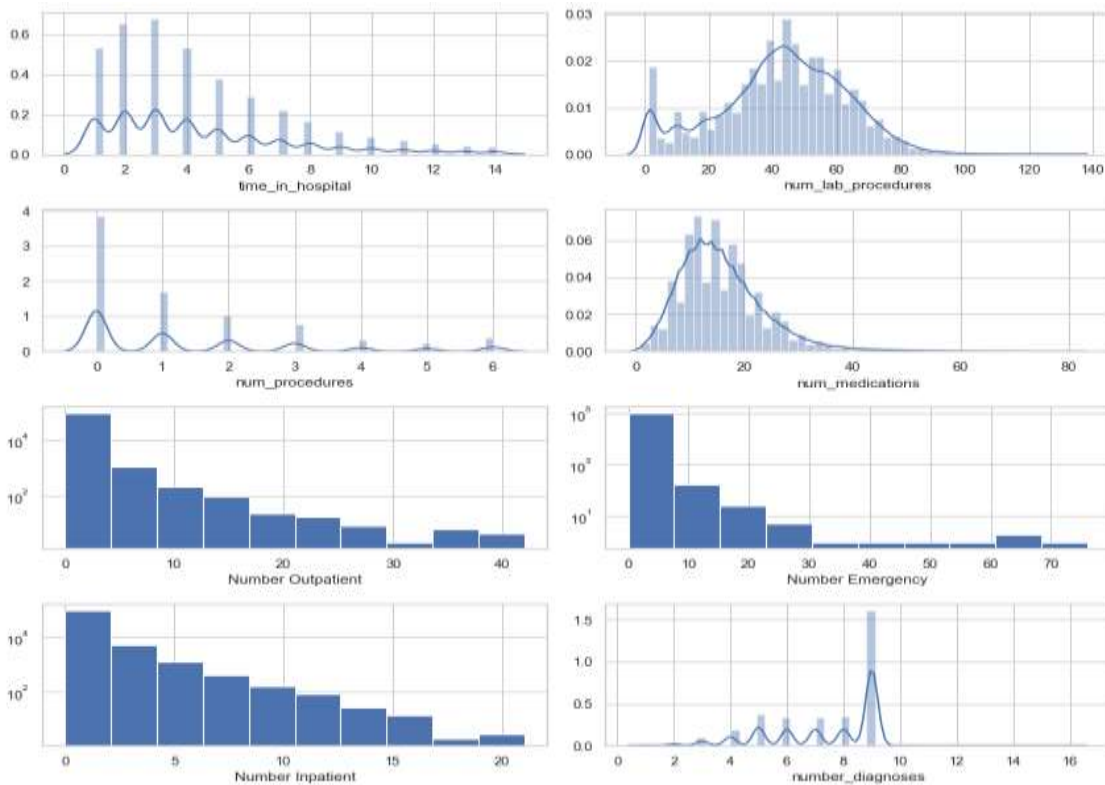 0.6
0.4
0.2
0.0
0 2 4 6 8 10 12 14
time_in_hospital
0.03
0.02
0.01
0.00
0 20 40 60 80 100 120 140
num_lab_procedures
4
3
2
1
0
0 1 2 3 4 5 6
num_procedures
0.06
0.04
0.02
0.00
0 20 40 60 80
num_medications
10⁴
10²
0 10 20 30 40
Number Outpatient
10⁵
10³
10¹
0 10 20 30 40 50 60 70
Number Emergency
10⁴
10²
0 5 10 15 20
Number Inpatient
1.5
1.0
0.5
0.0
0 2 4 6 8 10 12 14 16
number_diagnoses